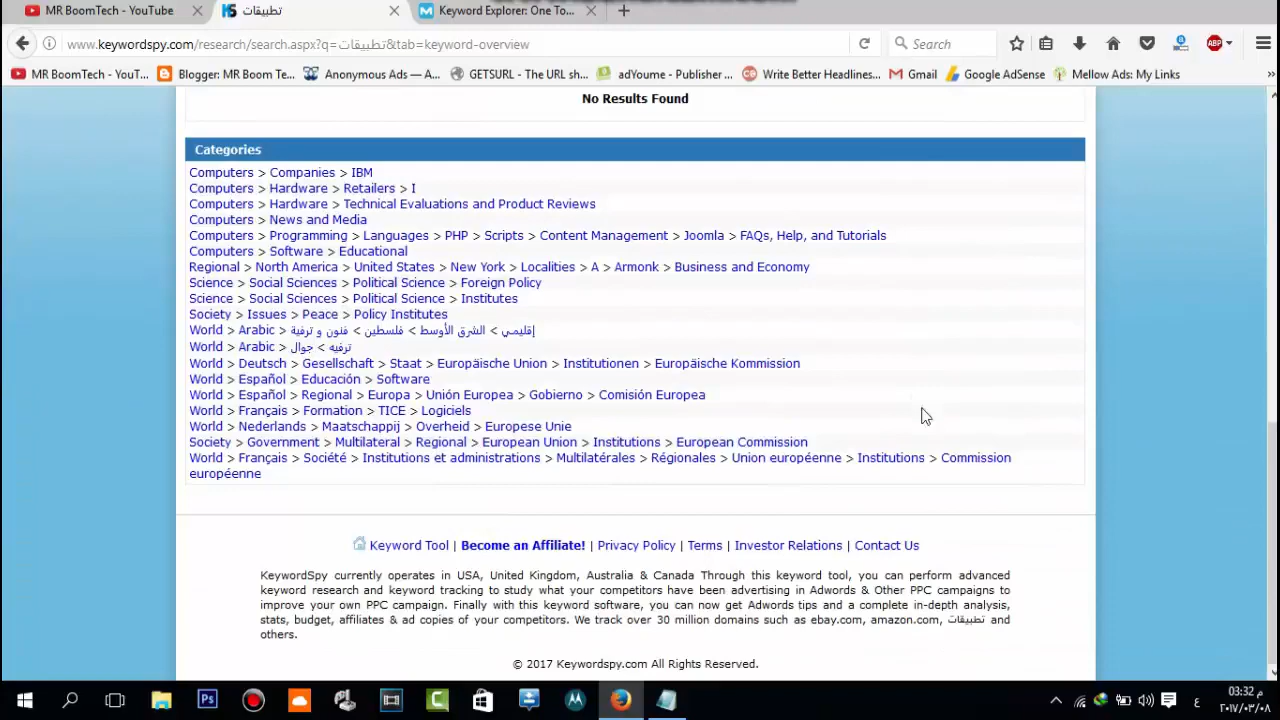 MR BoomTech - YouTube
تطبيقات
Keyword Explorer: One To...
www.keywordspy.com/research/search.aspx?q=تطبيقات&tab=keyword-overview
Search
MR BoomTech - YouT...
Blogger: MR Boom Te...
Anonymous Ads — A...
GETSURL - The URL sh...
adYoume - Publisher ...
Write Better Headlines...
Gmail
Google AdSense
Mellow Ads: My Links
No Results Found
Categories
Computers > Companies > IBM
Computers > Hardware > Retailers > I
Computers > Hardware > Technical Evaluations and Product Reviews
Computers > News and Media
Computers > Programming > Languages > PHP > Scripts > Content Management > Joomla > FAQs, Help, and Tutorials
Computers > Software > Educational
Regional > North America > United States > New York > Localities > A > Armonk > Business and Economy
Science > Social Sciences > Political Science > Foreign Policy
Science > Social Sciences > Political Science > Institutes
Society > Issues > Peace > Policy Institutes
World > Arabic > إقليمـي > الشرق الأوسط > فلسطين > فنون و ترفية
World > Arabic > ترفيه > جوال
World > Deutsch > Gesellschaft > Staat > Europäische Union > Institutionen > Europäische Kommission
World > Español > Educación > Software
World > Español > Regional > Europa > Unión Europea > Gobierno > Comisión Europea
World > Français > Formation > TICE > Logiciels
World > Nederlands > Maatschappij > Overheid > Europese Unie
Society > Government > Multilateral > Regional > European Union > Institutions > European Commission
World > Français > Société > Institutions et administrations > Multilatérales > Régionales > Union européenne > Institutions > Commission
européenne
Keyword Tool | Become an Affiliate! | Privacy Policy | Terms | Investor Relations | Contact Us
KeywordSpy currently operates in USA, United Kingdom, Australia & Canada Through this keyword tool, you can perform advanced
keyword research and keyword tracking to study what your competitors have been advertising in Adwords & Other PPC campaigns to
improve your own PPC campaign. Finally with this keyword software, you can now get Adwords tips and a complete in-depth analysis,
stats, budget, affiliates & ad copies of your competitors. We track over 30 million domains such as ebay.com, amazon.com, تطبيقات and
others.
© 2017 Keywordspy.com All Rights Reserved.
ع
03:32 م
٢٠١٧/٠٣/٠٨